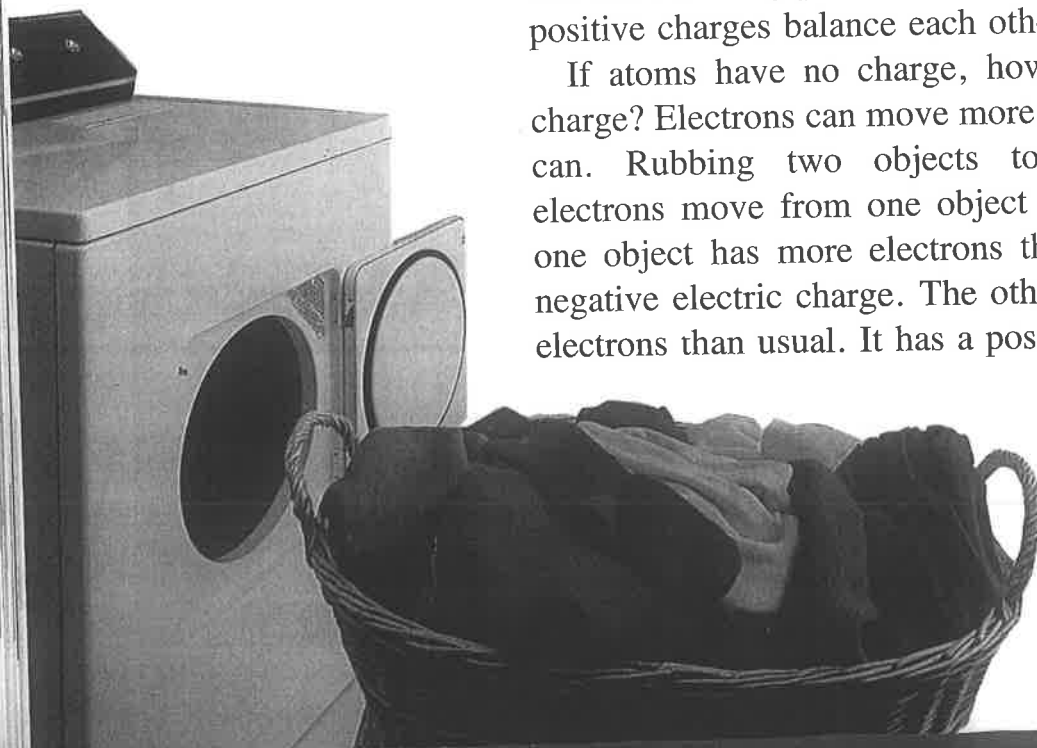 positive charges balance each oth
If atoms have no charge, how
charge? Electrons can move more
can. Rubbing two objects to
electrons move from one object
one object has more electrons th
negative electric charge. The oth
electrons than usual. It has a pos